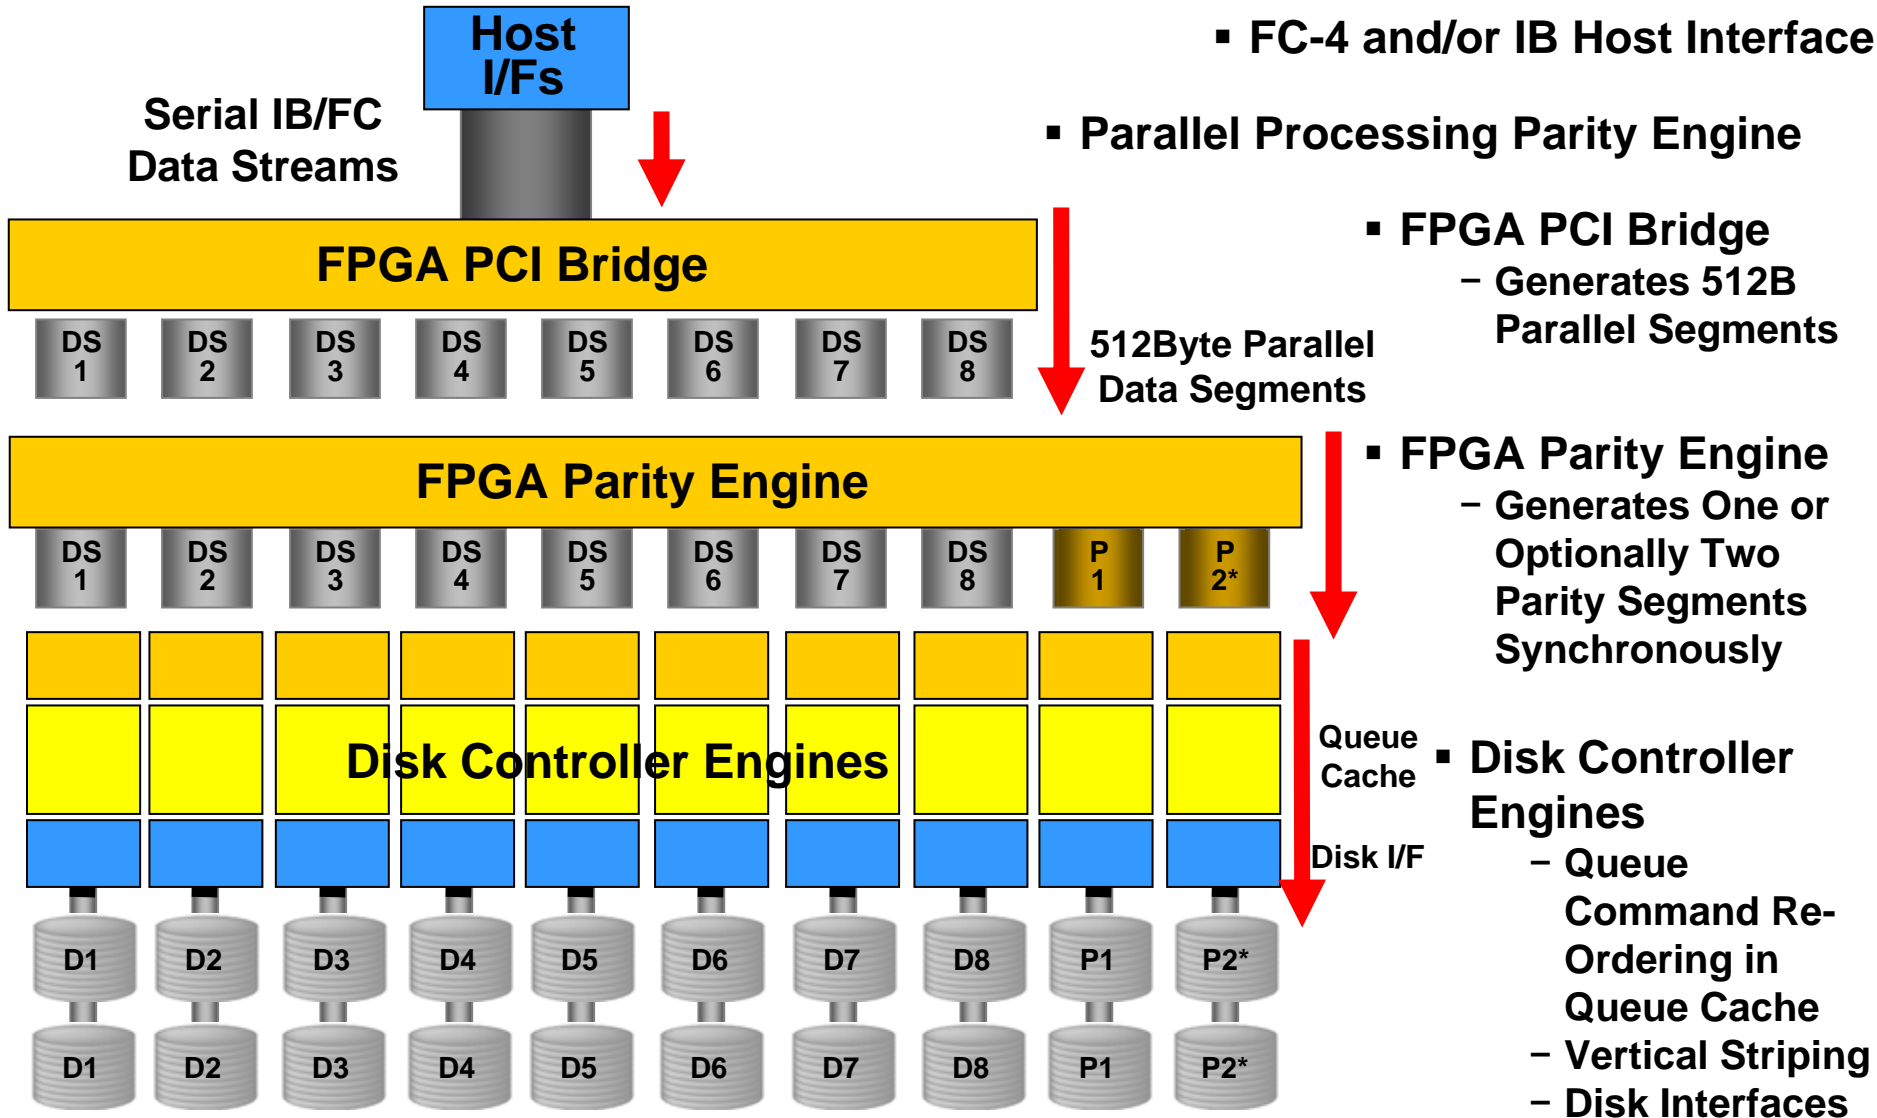 Host
I/Fs
Serial IB/FC
Data Streams
FPGA PCI Bridge
DS
1
DS
2
DS
3
DS
4
DS
5
DS
6
DS
7
DS
8
512Byte Parallel
Data Segments
FPGA Parity Engine
DS
1
DS
2
DS
3
DS
4
DS
5
DS
6
DS
7
DS
8
P
1
P
2*
Disk Controller Engines
Queue
Cache
Disk I/F
D1 D2 D3 D4 D5 D6 D7 D8 P1 P2*
D1 D2 D3 D4 D5 D6 D7 D8 P1 P2*
▪ FC-4 and/or IB Host Interface
▪ Parallel Processing Parity Engine
▪ FPGA PCI Bridge
– Generates 512B
Parallel Segments
▪ FPGA Parity Engine
– Generates One or
Optionally Two
Parity Segments
Synchronously
▪ Disk Controller
Engines
– Queue
Command Re-
Ordering in
Queue Cache
– Vertical Striping
– Disk Interfaces